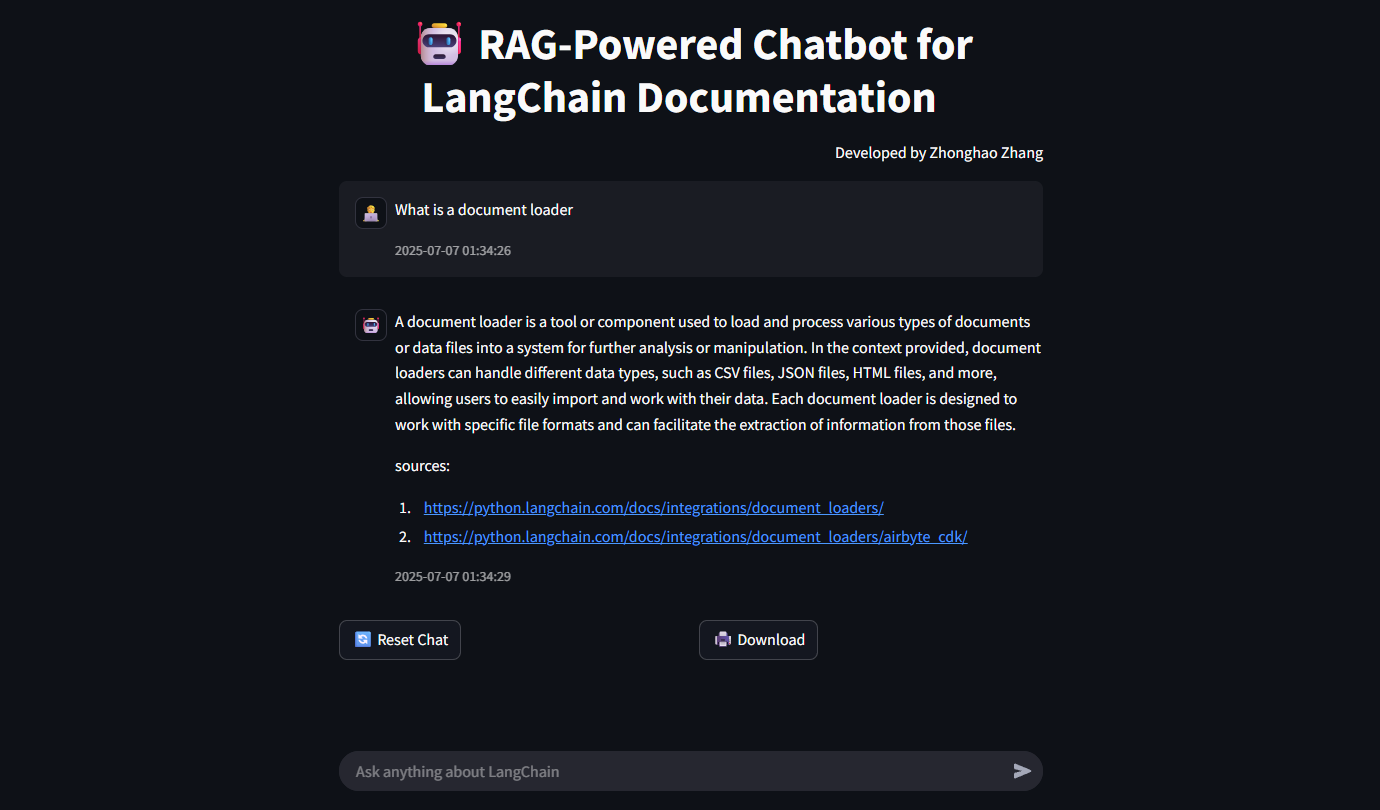 RAG-Powered Chatbot for
LangChain Documentation
Developed by Zhonghao Zhang
What is a document loader
2025-07-07 01:34:26
A document loader is a tool or component used to load and process various types of documents
or data files into a system for further analysis or manipulation. In the context provided, document
loaders can handle different data types, such as CSV files, JSON files, HTML files, and more,
allowing users to easily import and work with their data. Each document loader is designed to
work with specific file formats and can facilitate the extraction of information from those files.
sources:
1. https://python.langchain.com/docs/integrations/document_loaders/
2. https://python.langchain.com/docs/integrations/document_loaders/airbyte_cdk/
2025-07-07 01:34:29
Reset Chat
Download
Ask anything about LangChain